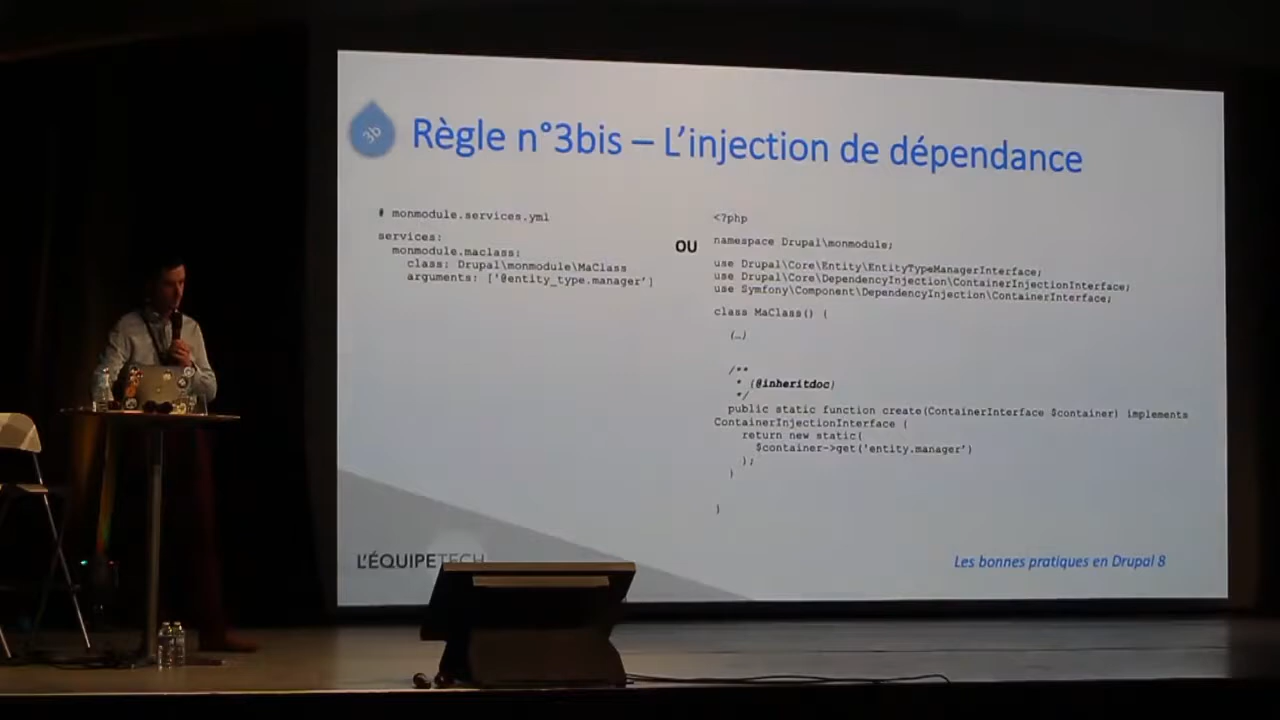 3b
Règle n°3bis – L'injection de dépendance
# monmodule.services.yml
services:
monmodule.maclass:
class: Drupal\monmodule\MaClass
arguments: ['@entity_type.manager']
OU
<?php
namespace Drupal\monmodule;
use Drupal\Core\Entity\EntityTypeManagerInterface;
use Drupal\Core\DependencyInjection\ContainerInjectionInterface;
use Symfony\Component\DependencyInjection\ContainerInterface;
class MaClass() {
(…)
/**
* {@inheritdoc}
*/
public static function create(ContainerInterface $container) implements
ContainerInjectionInterface {
return new static(
$container->get('entity.manager')
);
}
}
L'ÉQUIPETECH
Les bonnes pratiques en Drupal 8